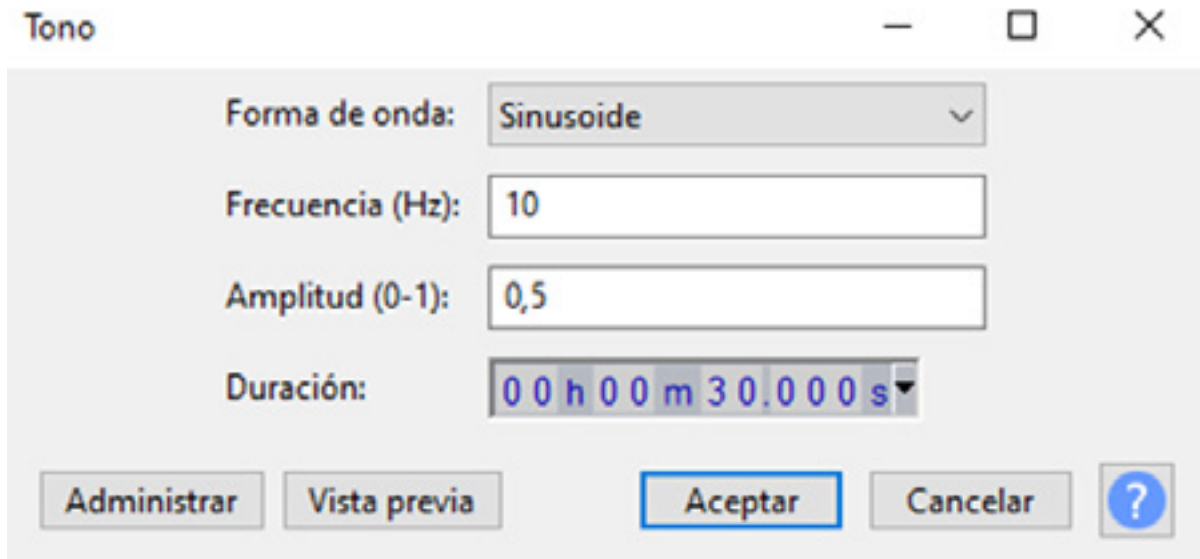 Tono
Forma de onda: Sinusoide
Frecuencia (Hz): 10
Amplitud (0-1): 0,5
Duración: 00h00m30.000s
Administrar Vista previa Aceptar Cancelar ?